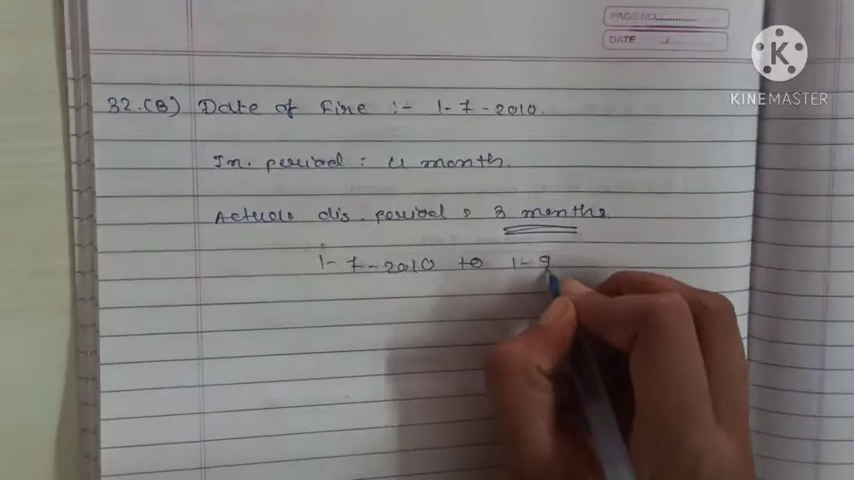 PAGE NO.
DATE
K
KINEMASTER
32.(B) Date of Fire :- 1-7-2010.
In. period : 4 month.
Actule dis. period : 3 months
1-7-2010 to 1-9